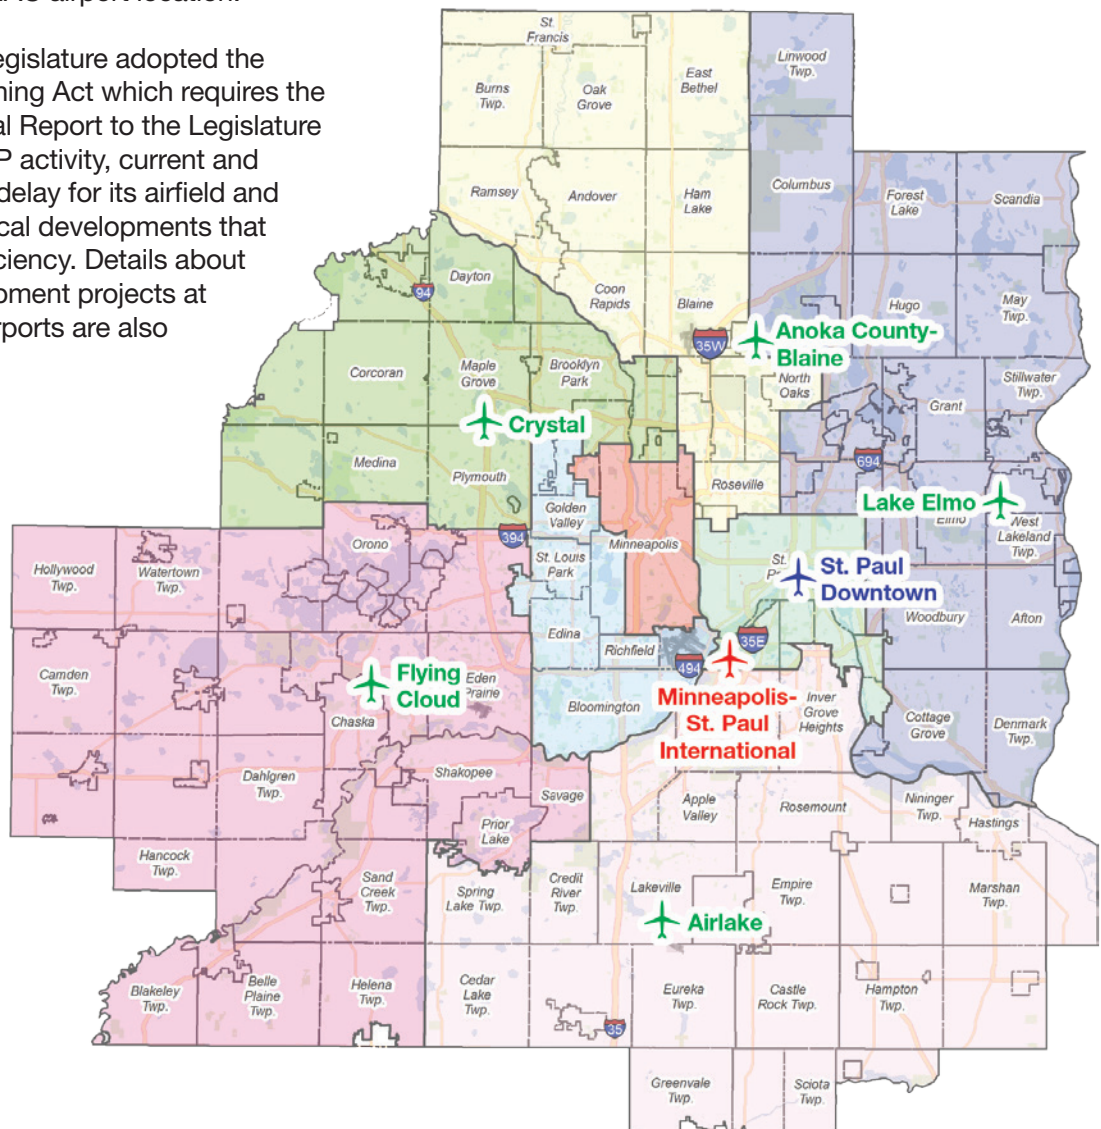 airport location.
egislature adopted the
ning Act which requires the
al Report to the Legislature
P activity, current and
delay for its airfield and
ical developments that
ciency. Details about
pment projects at
rports are also
St.
Francis
Burns
Twp.
Oak
Grove
East
Bethel
Linwood
Twp.
Ramsey
Andover
Ham
Lake
Columbus
Forest
Lake
Scandia
Dayton
94
Coon
Rapids
Blaine
Hugo
May
Twp.
35W
Anoka County-
Blaine
Corcoran
Maple
Grove
Brooklyn
Park
North
Oaks
Stillwater
Twp.
Grant
Crystal
Medina
Plymouth
694
Roseville
Lake Elmo
Elmo
West
Lakeland
Twp.
Golden
Valley
394
Orono
Minneapolis
Hollywood
Twp.
Watertown
Twp.
St. Louis
Park
St.
St. Paul
Downtown
Woodbury
Afton
Edina
Richfield
35E
494
Camden
Twp.
Flying
Cloud
Eden
Prairie
Chaska
Bloomington
Minneapolis-
St. Paul
International
Inver
Grove
Heights
Cottage
Grove
Denmark
Twp.
Dahlgren
Twp.
Shakopee
Savage
Apple
Valley
Rosemount
Nininger
Twp.
Hastings
Prior
Lake
Hancock
Twp.
Sand
Creek
Twp.
Spring
Lake Twp.
Credit
River
Twp.
Lakeville
Empire
Twp.
Marshan
Twp.
Airlake
Blakeley
Twp.
Belle
Plaine
Twp.
Helena
Twp.
Cedar
Lake
Twp.
35
Eureka
Twp.
Castle
Rock Twp.
Hampton
Twp.
Greenvale
Twp.
Sciota
Twp.